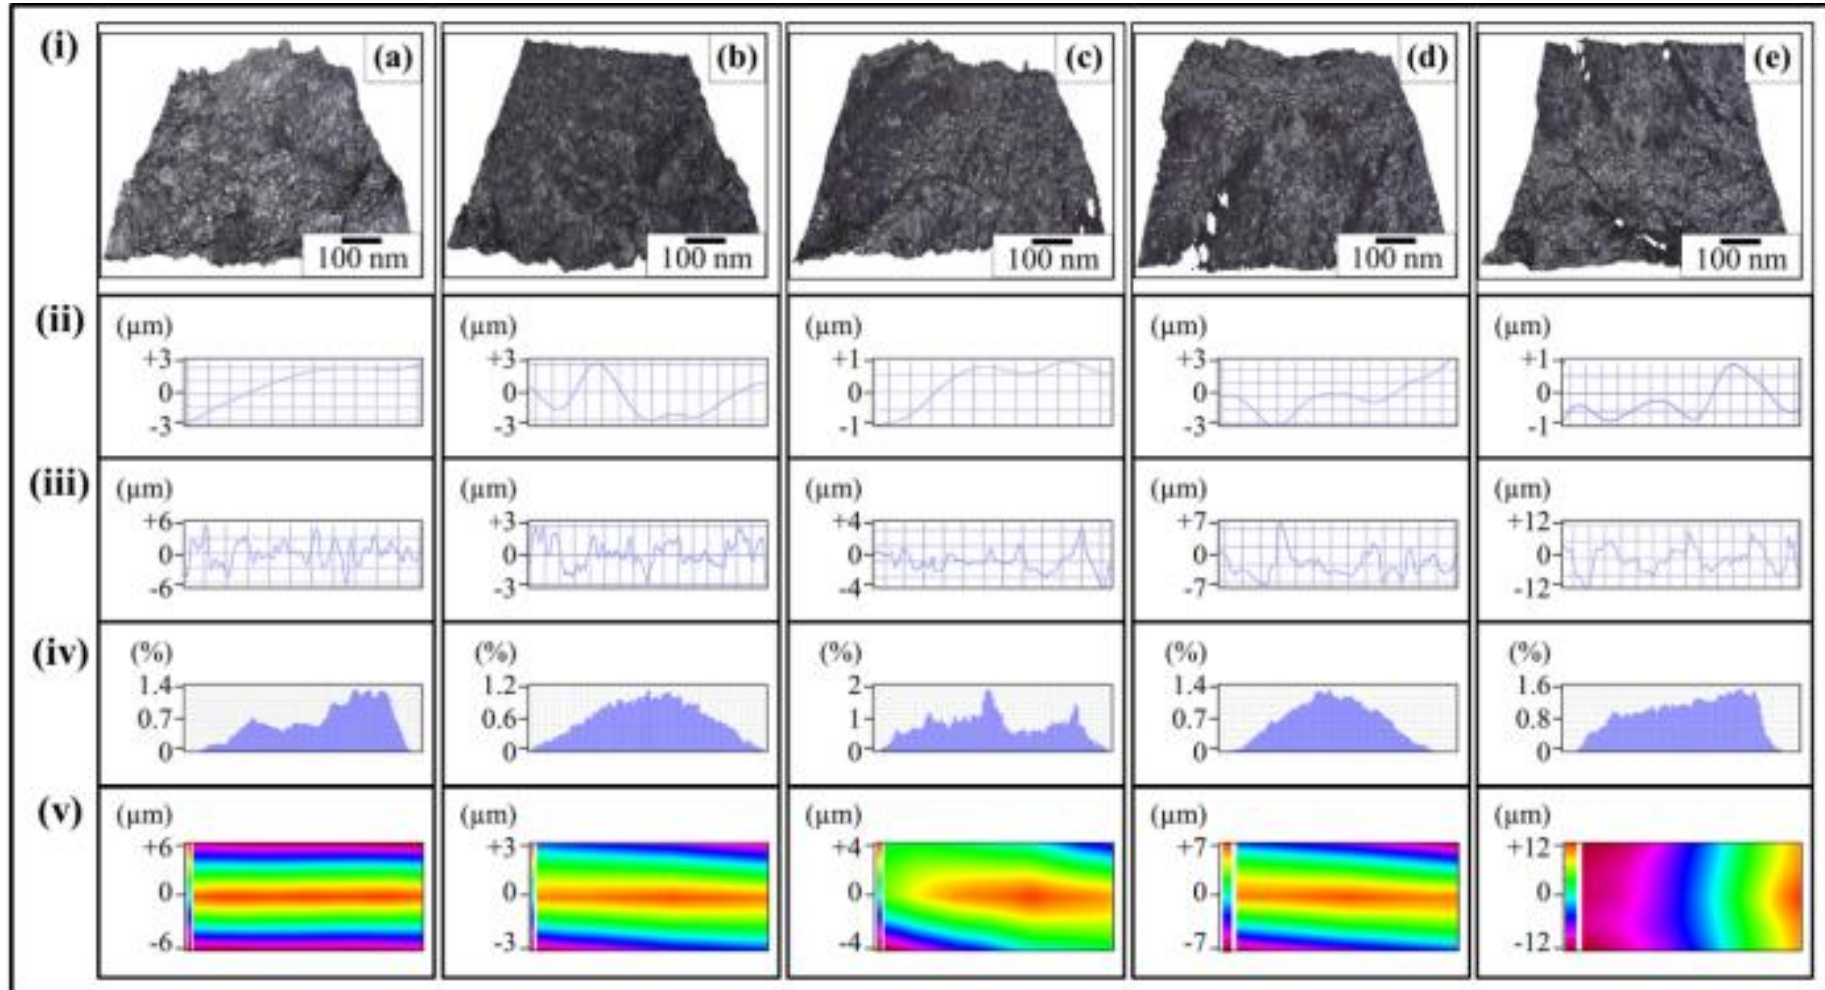 (i) (a) (b) (c) (d) (e)
100 nm 100 nm 100 nm 100 nm 100 nm
(ii) (μm) (μm) (μm) (μm) (μm)
+3 +3 +1 +3 +1
0 0 0 0 0
-3 -3 -1 -3 -1
(iii) (μm) (μm) (μm) (μm) (μm)
+6 +3 +4 +7 +12
0 0 0 0 0
-6 -3 -4 -7 -12
(iv) (%) (%) (%) (%) (%)
1.4 1.2 2 1.4 1.6
0.7 0.6 1 0.7 0.8
0 0 0 0 0
(v) (μm) (μm) (μm) (μm) (μm)
+6 +3 +4 +7 +12
0 0 0 0 0
-6 -3 -4 -7 -12